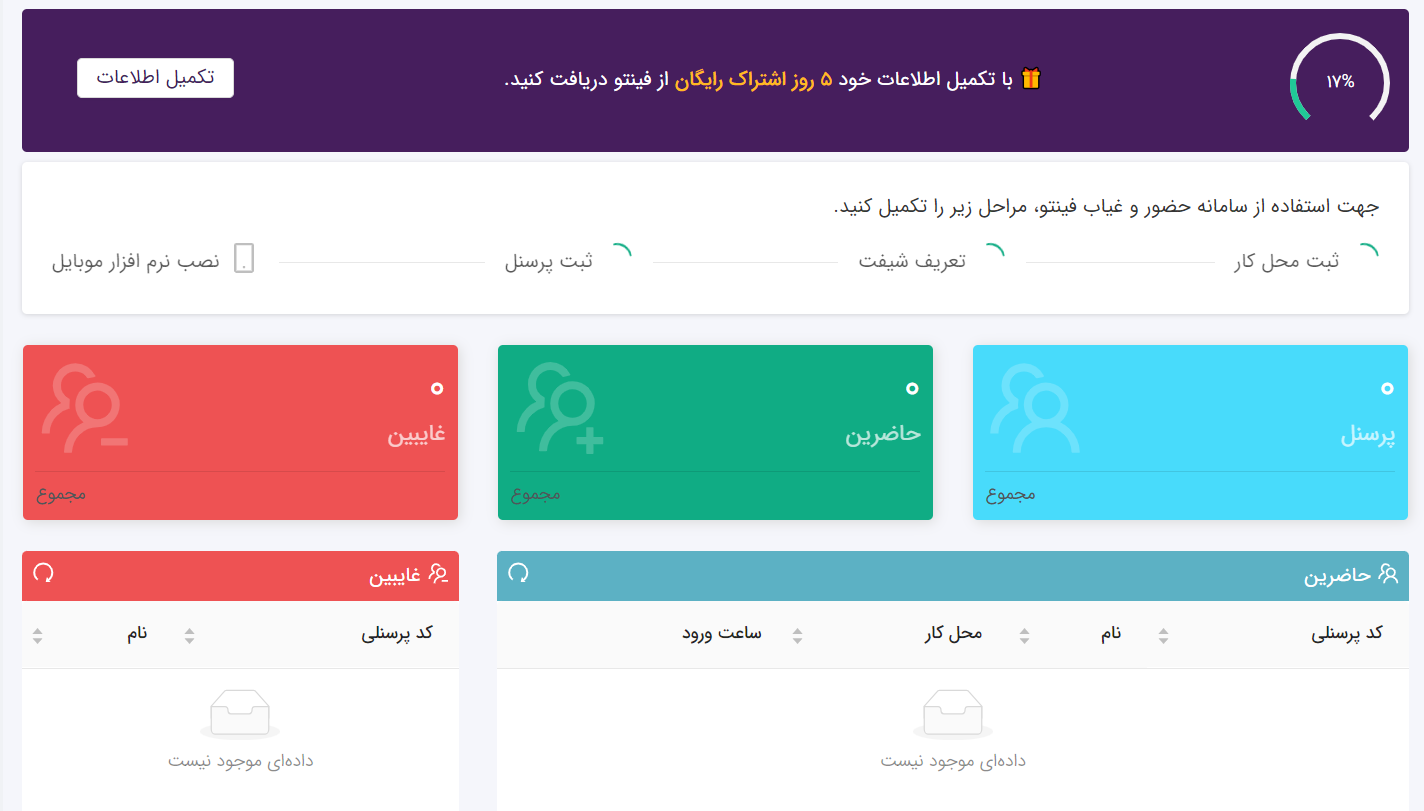 ۱۷%
🎁 با تکمیل اطلاعات خود ۵ روز اشتراک رایگان از فینتو دریافت کنید.
تکمیل اطلاعات
جهت استفاده از سامانه حضور و غیاب فینتو، مراحل زیر را تکمیل کنید.
ثبت محل کار
تعریف شیفت
ثبت پرسنل
نصب نرم افزار موبایل
۰
پرسنل
مجموع
۰
حاضرین
مجموع
۰
غایبین
مجموع
حاضرین
کد پرسنلی نام محل کار ساعت ورود
داده‌ای موجود نیست
غایبین
کد پرسنلی نام
داده‌ای موجود نیست